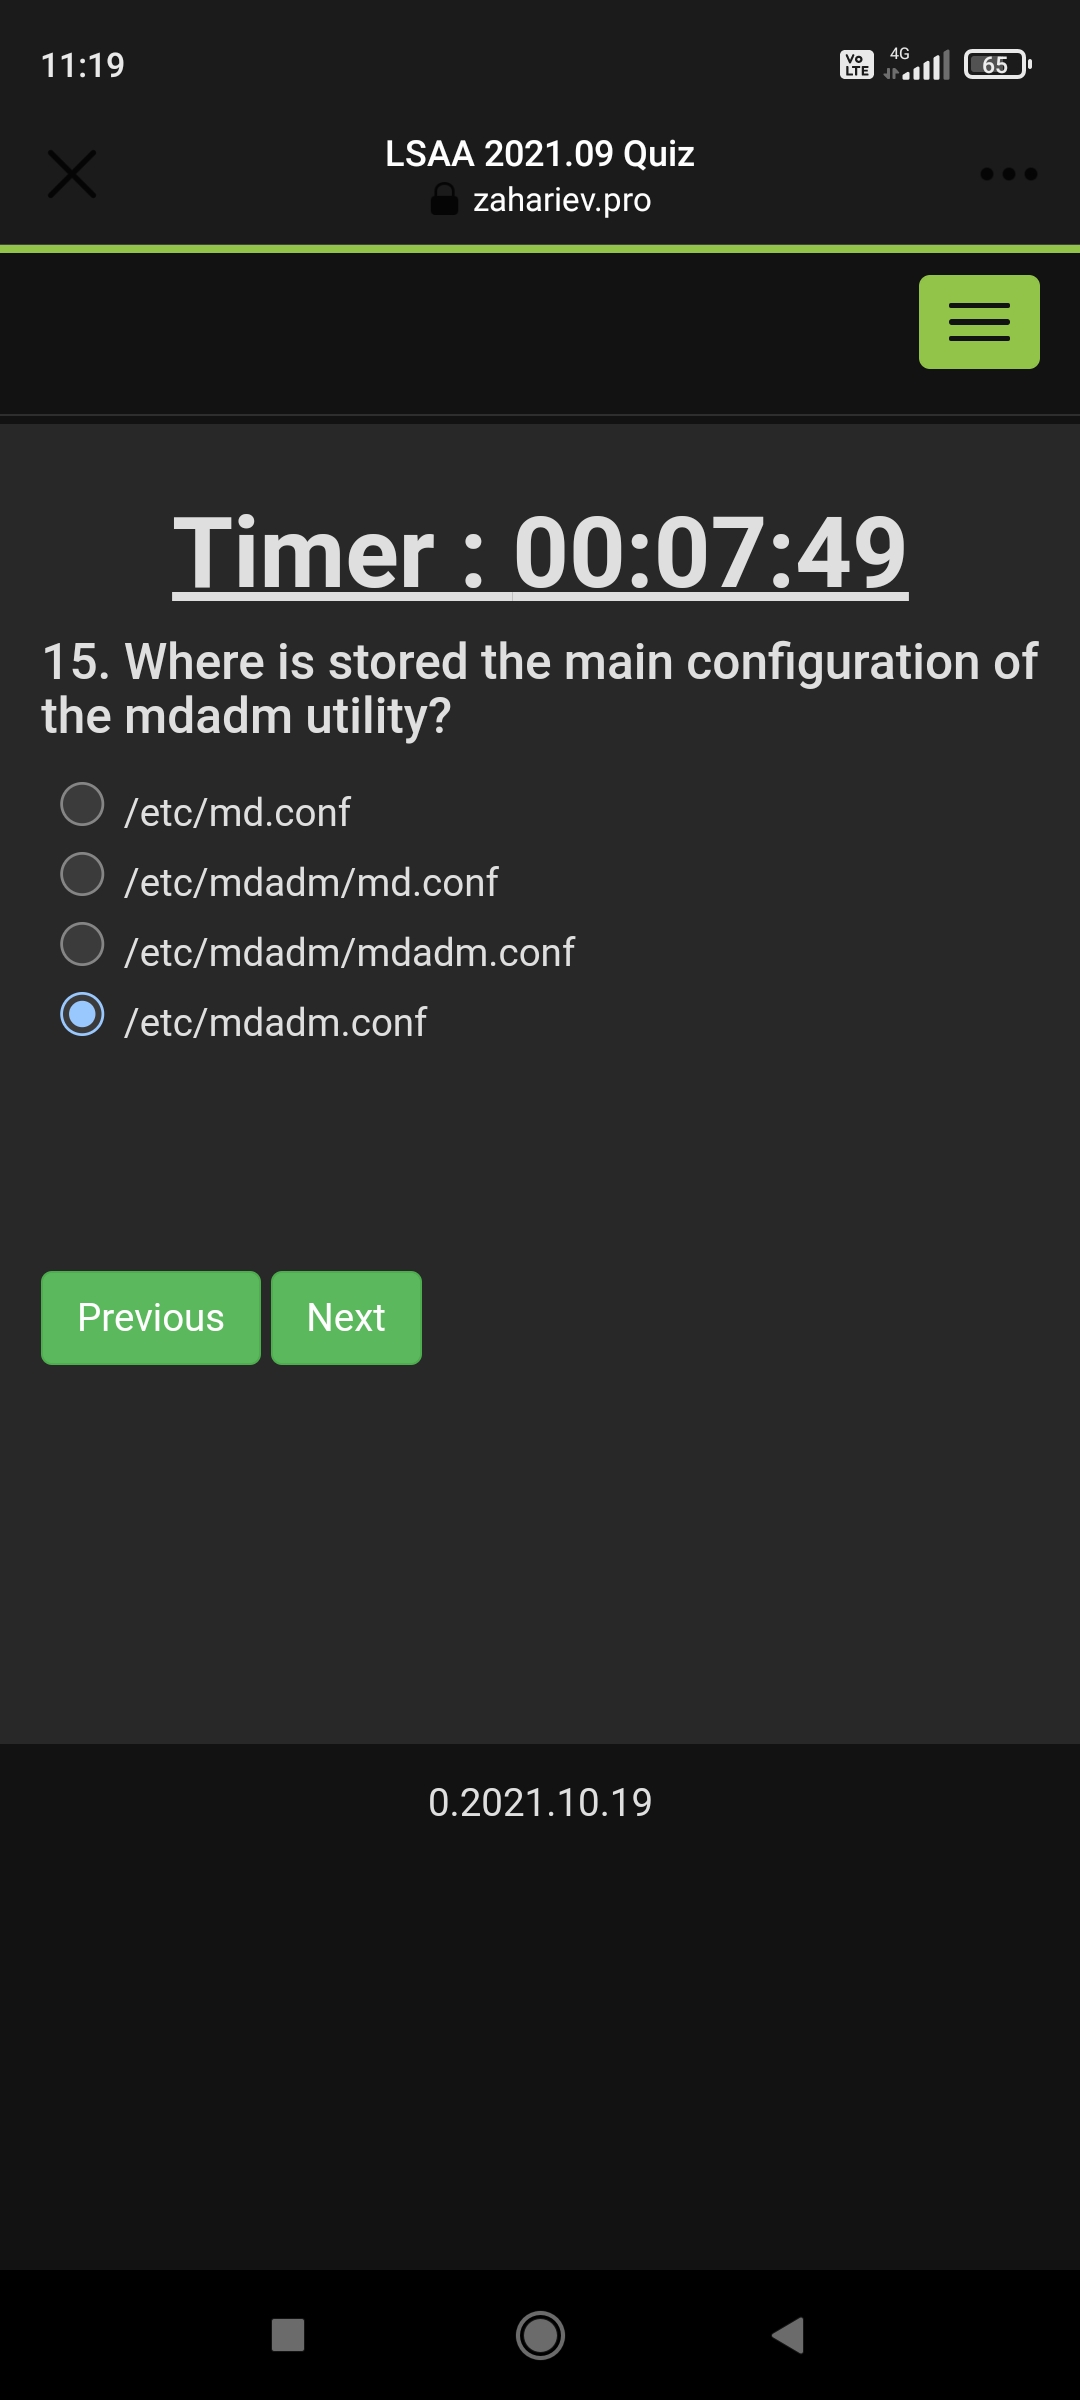 11:19
Vo LTE 4G 65
LSAA 2021.09 Quiz
zahariev.pro
Timer : 00:07:49
15. Where is stored the main configuration of
the mdadm utility?
/etc/md.conf
/etc/mdadm/md.conf
/etc/mdadm/mdadm.conf
/etc/mdadm.conf
Previous Next
0.2021.10.19